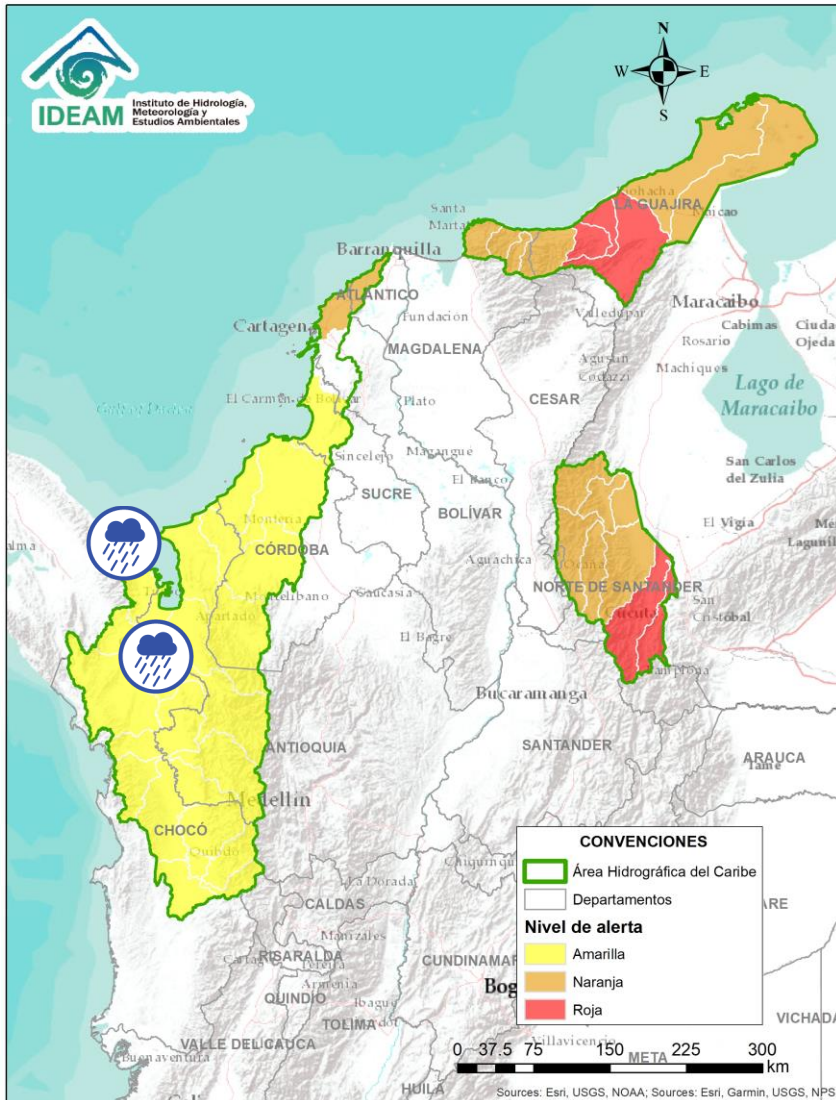 IDEAM
Instituto de Hidrología,
Meteorología y
Estudios Ambientales
N
W
E
S
LA GUAJIRA
Santa
Marta
Barranquilla
ATLÁNTICO
Maracaibo
Cabimas
Ciudad
Ojeda
Fundación
Valledupar
Cartagena
Rosario
MAGDALENA
Agustín
Codazzi
Machiques
CESAR
Lago de
Maracaibo
El Carmen de Bolívar
Plato
Sincelejo
Magangué
San Carlos
del Zulia
El Banco
SUCRE
BOLÍVAR
Montería
El Vigía
CÓRDOBA
Aguachica
Ocaña
NORTE DE SANTANDER
Montelíbano
Caucasia
Apartadó
Cúcuta
San
Cristóbal
El Bagre
Pamplona
Bucaramanga
ANTIOQUIA
SANTANDER
ARAUCA
Tame
Medellín
CHOCÓ
Quibdó
La Dorada
CALDAS
Manizales
RISARALDA
Pereira
Armenia
QUINDÍO
Ibagué
TOLIMA
VALLE DEL CAUCA
Buenaventura
HUILA
Villavicencio
META
VICHADA
CONVENCIONES
Área Hidrográfica del Caribe
Departamentos
Nivel de alerta
Amarilla
Naranja
Roja
0 37.5 75 150 225 300
km
Sources: Esri, USGS, NOAA; Sources: Esri, Garmin, USGS, NPS